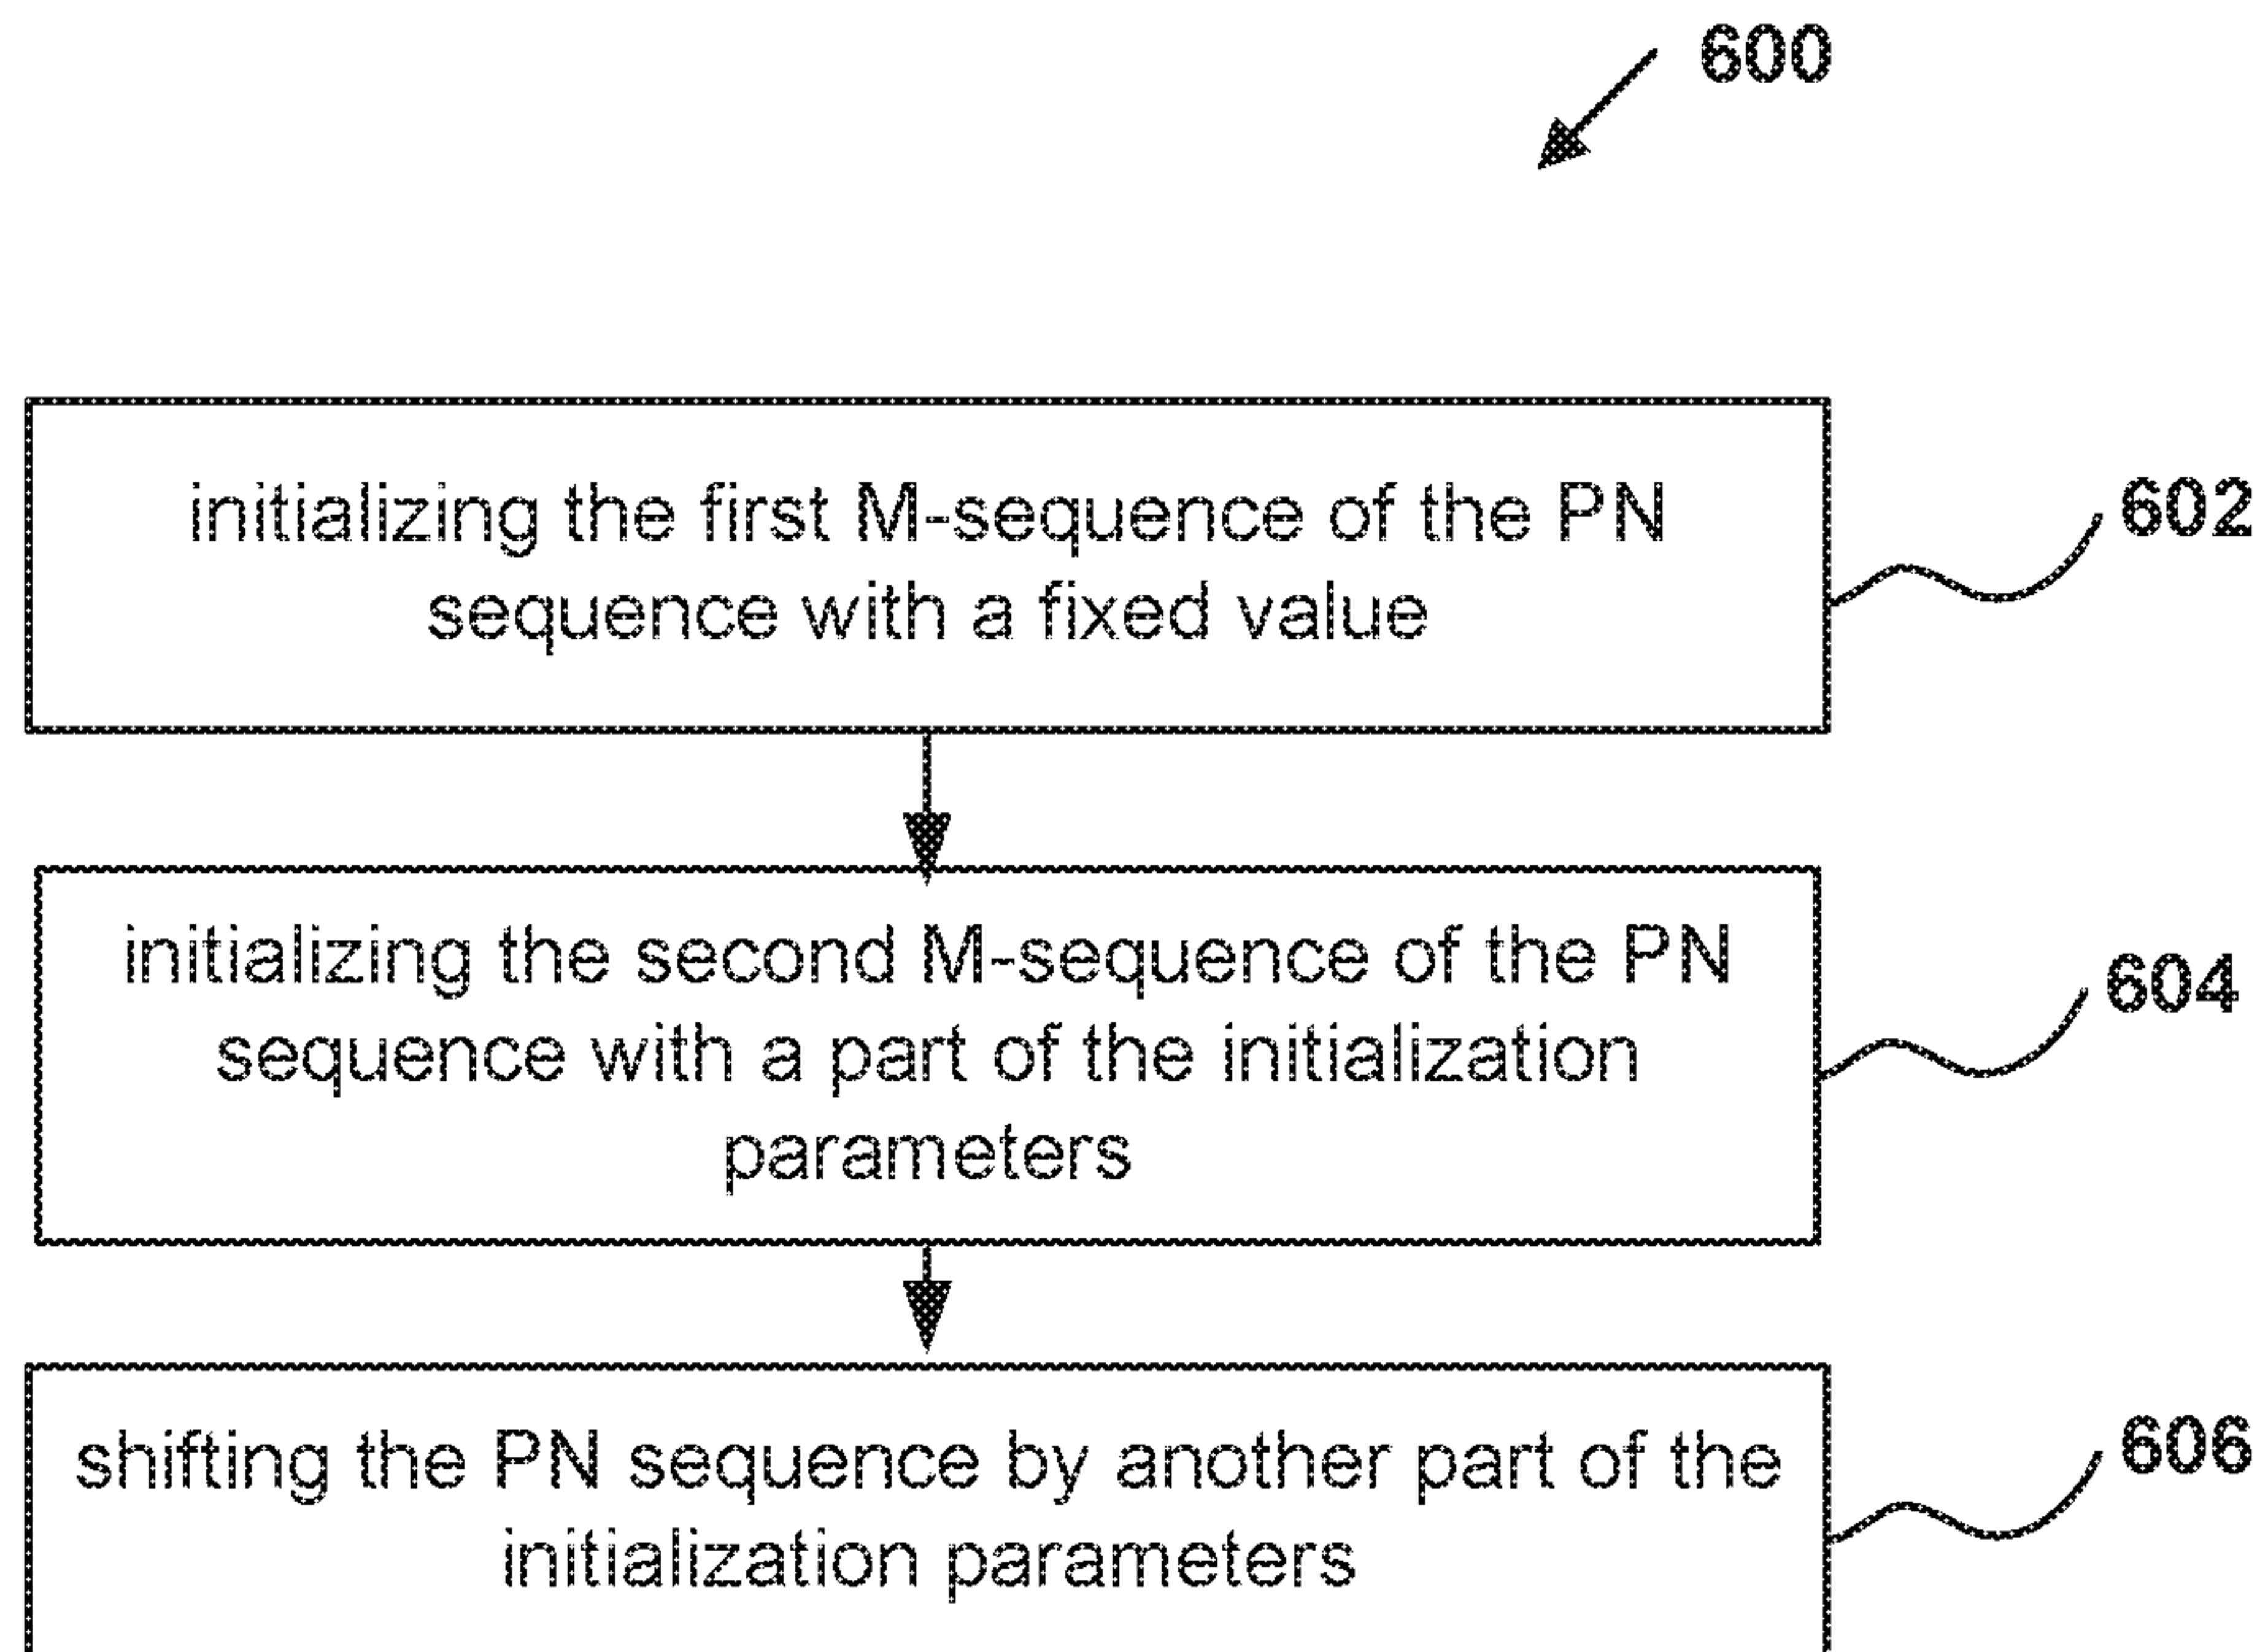 600
initializing the first M-sequence of the PN
sequence with a fixed value
602
initializing the second M-sequence of the PN
sequence with a part of the initialization
parameters
604
shifting the PN sequence by another part of the
initialization parameters
606